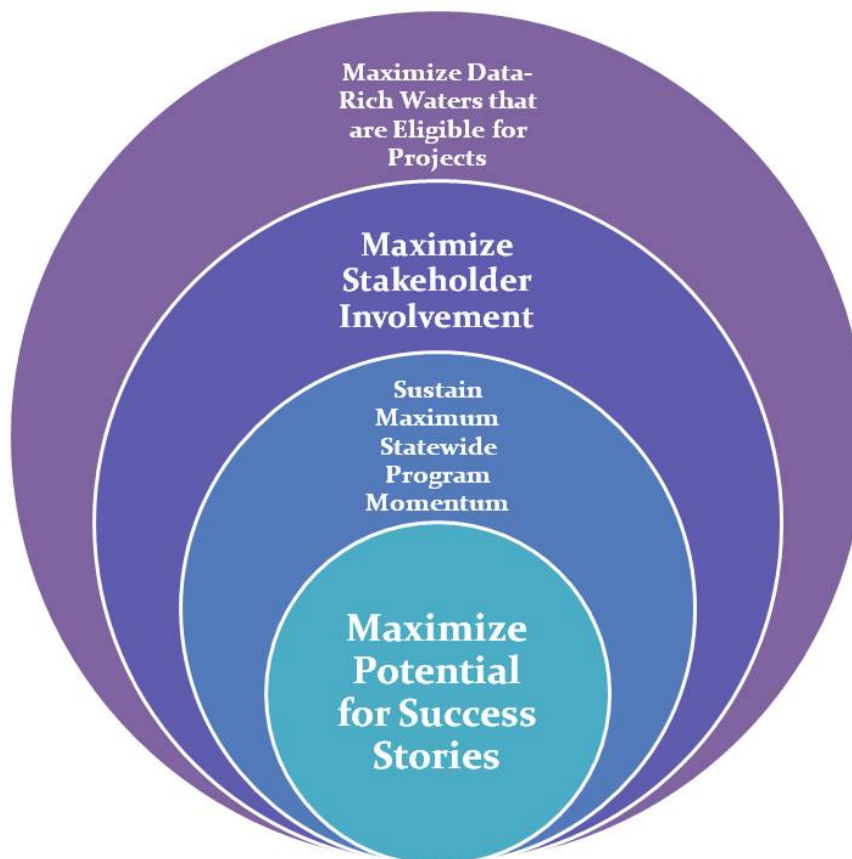 Maximize Data-
Rich Waters that
are Eligible for
Projects
Maximize
Stakeholder
Involvement
Sustain
Maximum
Statewide
Program
Momentum
Maximize
Potential
for Success
Stories